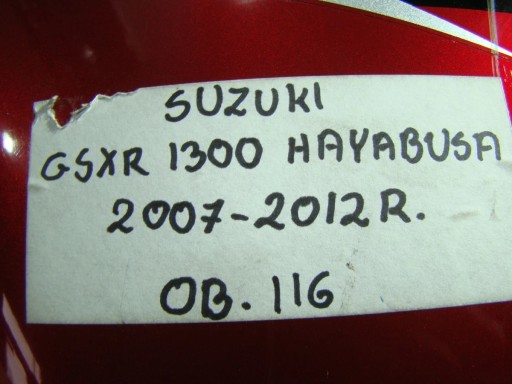 SUZUKI
GSXR 1300 HAYABUSA
2007-2012R.
OB. 116